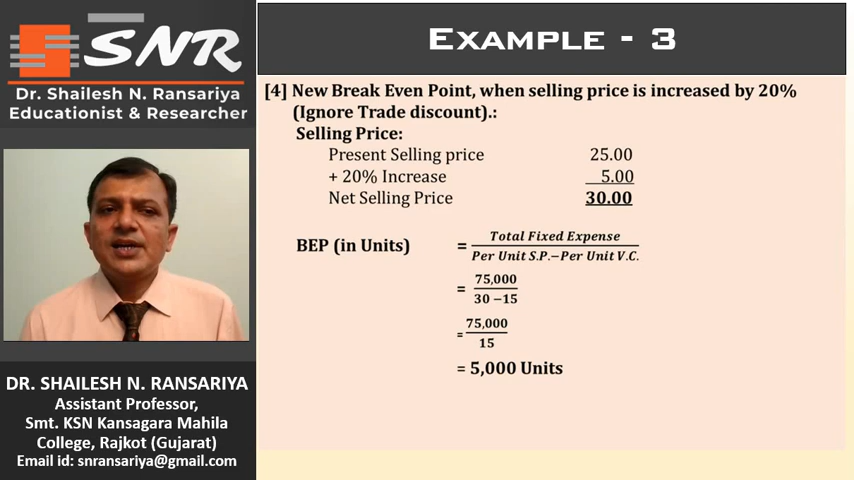 SNR
Dr. Shailesh N. Ransariya
Educationist & Researcher
DR. SHAILESH N. RANSARIYA
Assistant Professor,
Smt. KSN Kansagara Mahila
College, Rajkot (Gujarat)
Email id: snransariya@gmail.com
EXAMPLE - 3
[4] New Break Even Point, when selling price is increased by 20%
(Ignore Trade discount).:
Selling Price:
Present Selling price 25.00
+ 20% Increase 5.00
Net Selling Price 30.00
BEP (in Units) = Total Fixed Expense
Per Unit S.P.−Per Unit V.C.
= 75,000
30 −15
= 75,000
15
= 5,000 Units